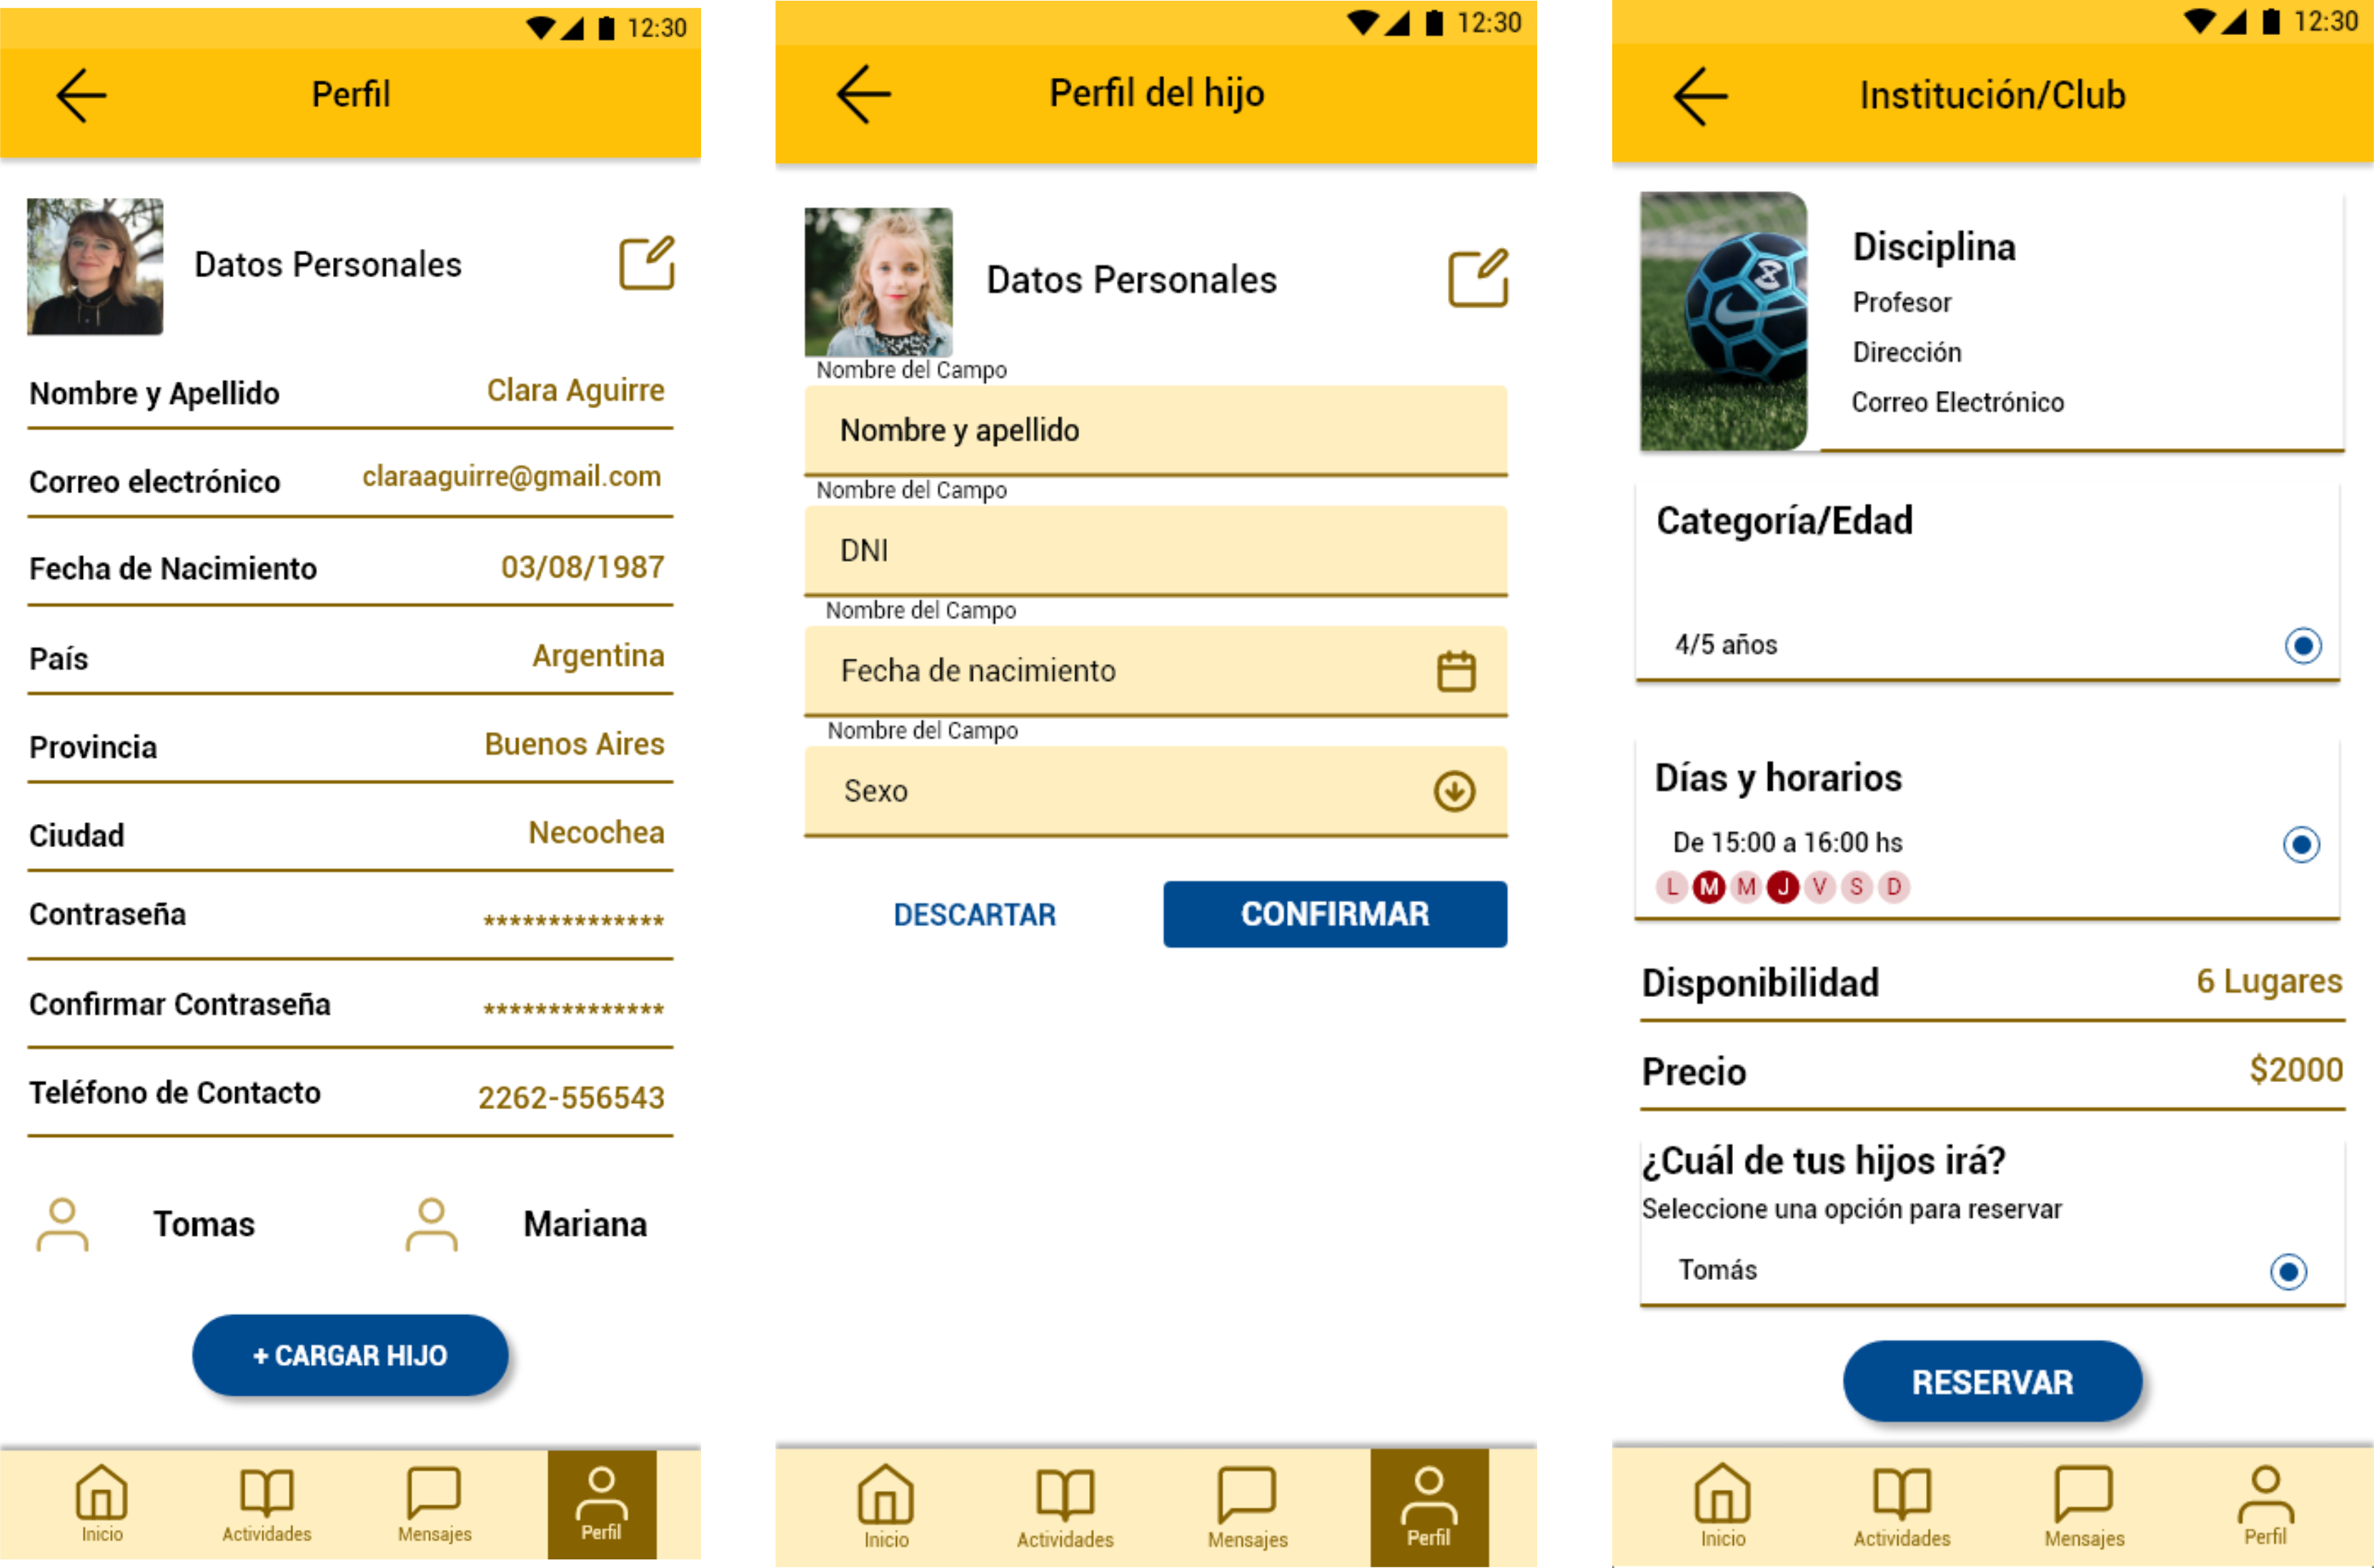 12:30
Perfil
Datos Personales
Nombre y Apellido
Clara Aguirre
Correo electrónico
claraaguirre@gmail.com
Fecha de Nacimiento
03/08/1987
País
Argentina
Provincia
Buenos Aires
Ciudad
Necochea
Contraseña
**************
Confirmar Contraseña
**************
Teléfono de Contacto
2262-556543
Tomas
Mariana
+ CARGAR HIJO
Inicio
Actividades
Mensajes
Perfil
12:30
Perfil del hijo
Datos Personales
Nombre del Campo
Nombre y apellido
Nombre del Campo
DNI
Nombre del Campo
Fecha de nacimiento
Nombre del Campo
Sexo
DESCARTAR
CONFIRMAR
Inicio
Actividades
Mensajes
Perfil
12:30
Institución/Club
Disciplina
Profesor
Dirección
Correo Electrónico
Categoría/Edad
4/5 años
Días y horarios
De 15:00 a 16:00 hs
L M M J V S D
Disponibilidad
6 Lugares
Precio
$2000
¿Cuál de tus hijos irá?
Seleccione una opción para reservar
Tomás
RESERVAR
Inicio
Actividades
Mensajes
Perfil